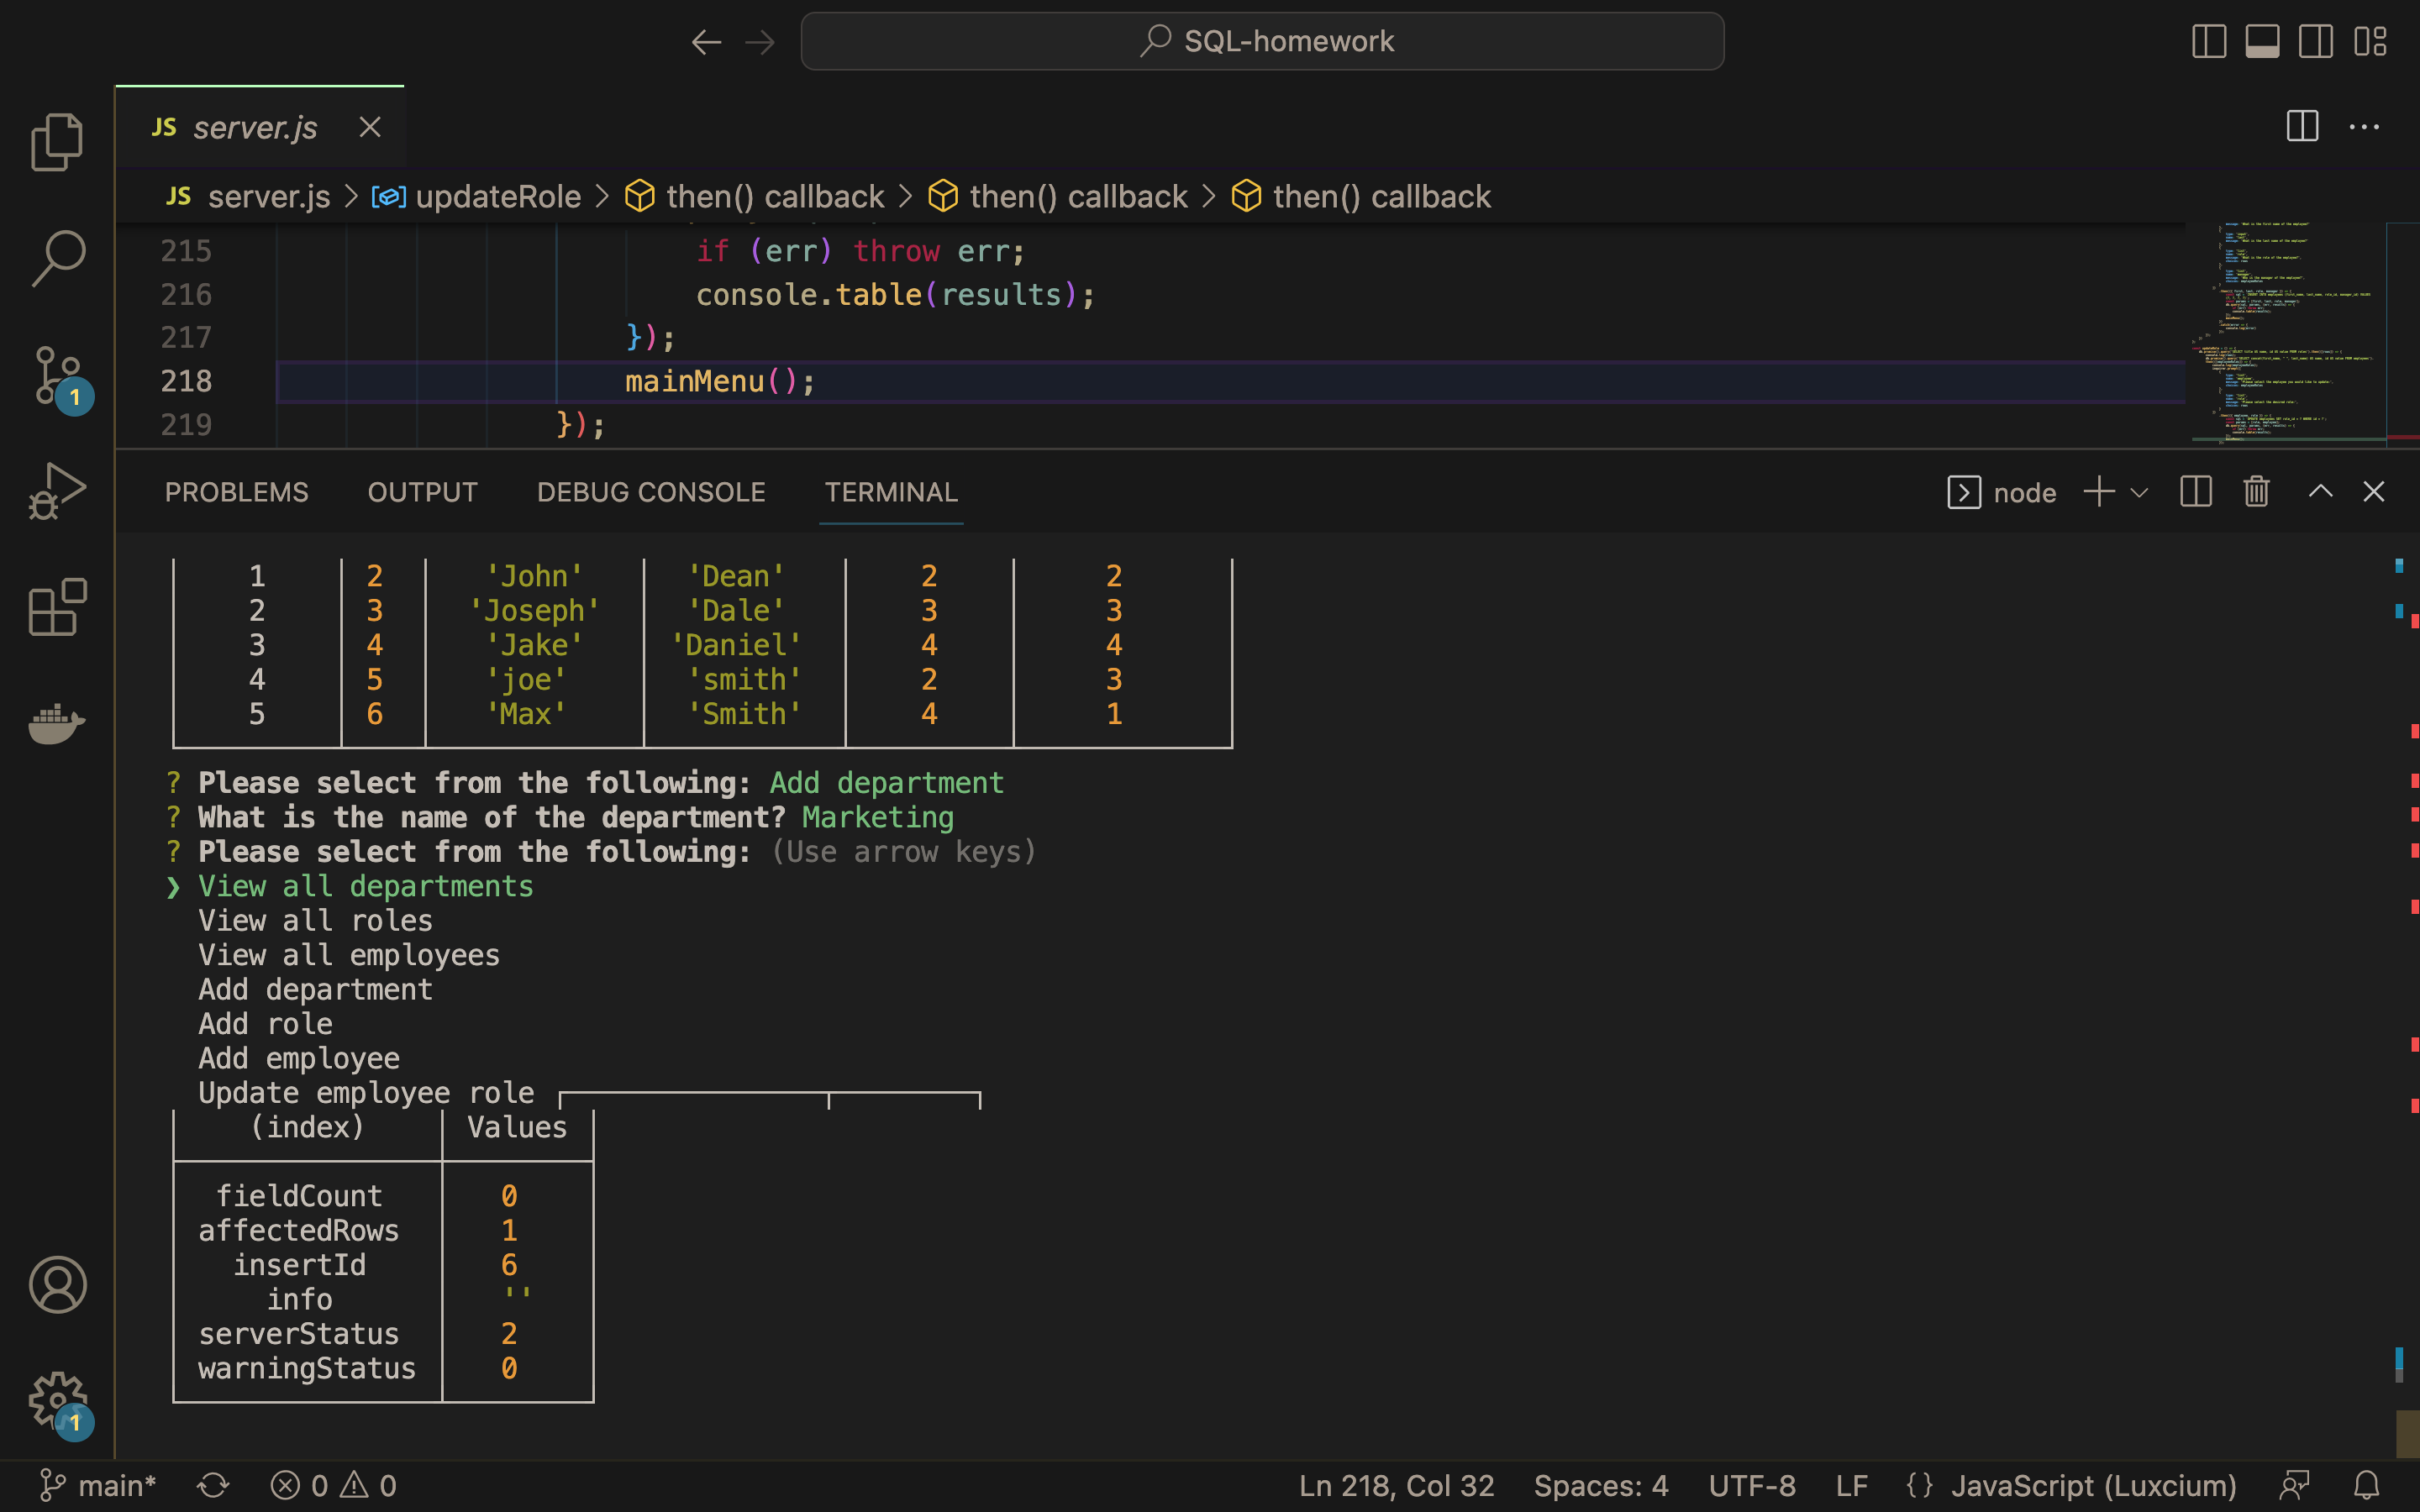 SQL-homework
JS server.js
JS server.js > updateRole > then() callback > then() callback > then() callback
215 if (err) throw err;
216 console.table(results);
217 });
218 mainMenu();
219 });
PROBLEMS OUTPUT DEBUG CONSOLE TERMINAL node
1 2 'John' 'Dean' 2 2
2 3 'Joseph' 'Dale' 3 3
3 4 'Jake' 'Daniel' 4 4
4 5 'joe' 'smith' 2 3
5 6 'Max' 'Smith' 4 1
? Please select from the following: Add department
? What is the name of the department? Marketing
? Please select from the following: (Use arrow keys)
❯ View all departments
View all roles
View all employees
Add department
Add role
Add employee
Update employee role
(index) Values
fieldCount 0
affectedRows 1
insertId 6
info ''
serverStatus 2
warningStatus 0
1
1
main* 0 0 Ln 218, Col 32 Spaces: 4 UTF-8 LF {} JavaScript (Luxcium)